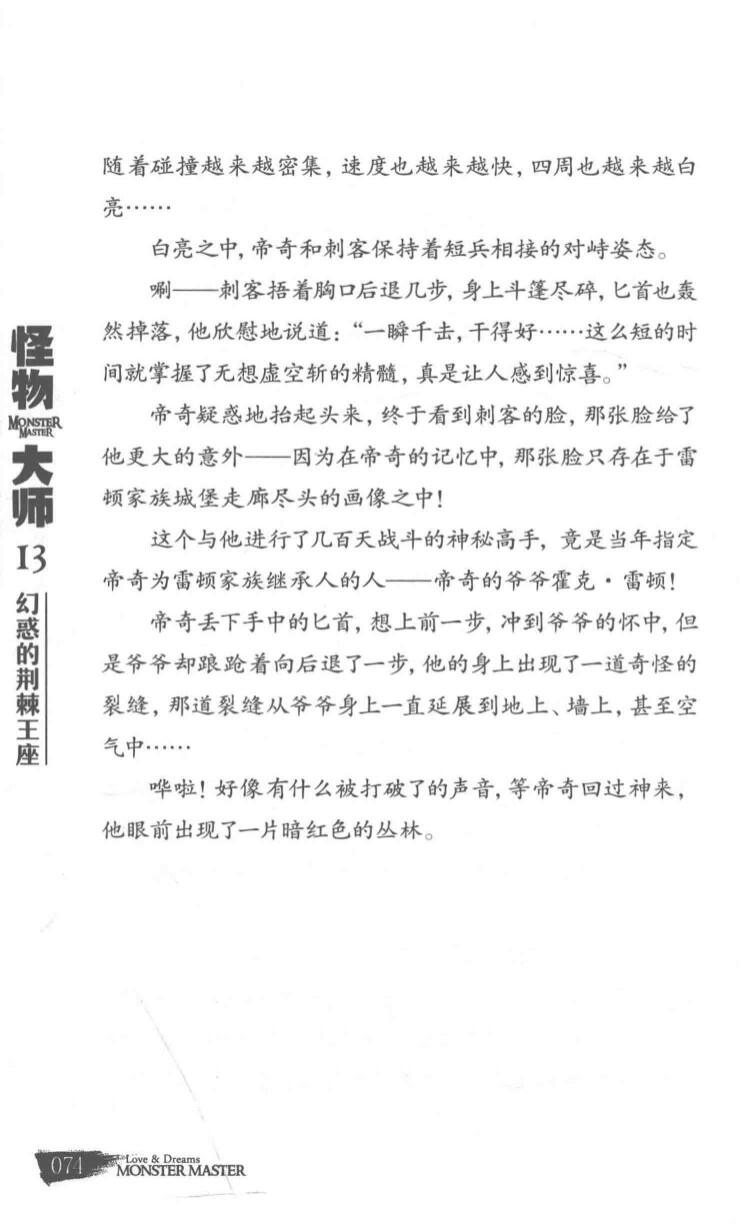 随着碰撞越来越密集，速度也越来越快，四周也越来越白
亮……
白亮之中，帝奇和刺客保持着短兵相接的对峙姿态。
唰——刺客捂着胸口后退几步，身上斗篷尽碎，匕首也轰
然掉落，他欣慰地说道：“一瞬千击，干得好……这么短的时
间就掌握了无想虚空斩的精髓，真是让人感到惊喜。”
帝奇疑惑地抬起头来，终于看到刺客的脸，那张脸给了
他更大的意外——因为在帝奇的记忆中，那张脸只存在于雷
顿家族城堡走廊尽头的画像之中！
这个与他进行了几百天战斗的神秘高手，竟是当年指定
帝奇为雷顿家族继承人的人——帝奇的爷爷霍克·雷顿！
帝奇丢下手中的匕首，想上前一步，冲到爷爷的怀中，但
是爷爷却踉跄着向后退了一步，他的身上出现了一道奇怪的
裂缝，那道裂缝从爷爷身上一直延展到地上、墙上，甚至空
气中……
哗啦！好像有什么被打破了的声音，等帝奇回过神来，
他眼前出现了一片暗红色的丛林。
怪物
MONSTER
MASTER
大师
13
幻惑的荆棘王座
074
Love & Dreams
MONSTER MASTER